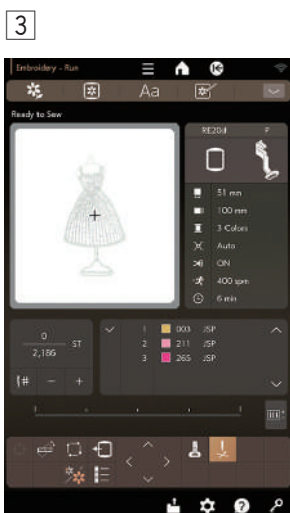 3
Embroidery - Run
Aa
Ready to Sew
RE20d P
51 mm
100 mm
3 Colors
Auto
ON
400 spm
6 min
0
2,186
ST
1 003 JSP
2 211 JSP
3 265 JSP
# - +